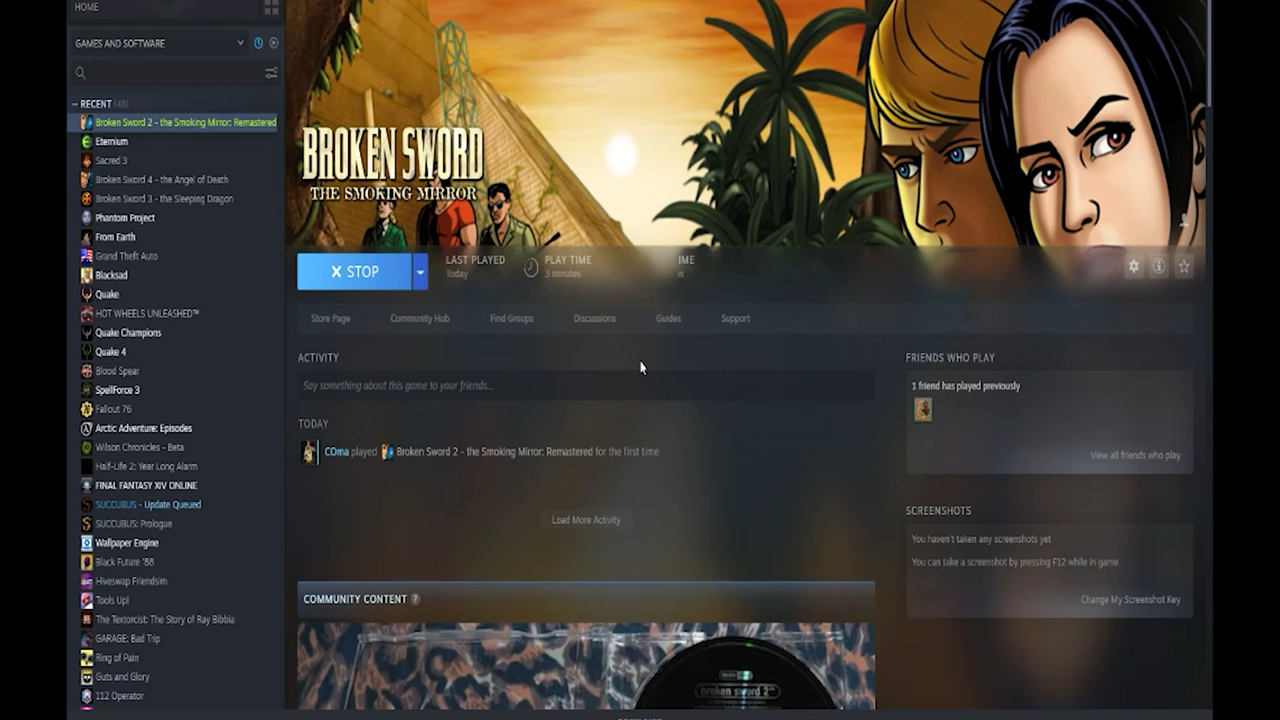 HOME
GAMES AND SOFTWARE
RECENT (48)
Broken Sword 2 - the Smoking Mirror: Remastered
Eternium
Sacred 3
Broken Sword 4 - the Angel of Death
Broken Sword 3 - the Sleeping Dragon
Phantom Project
From Earth
Grand Theft Auto
Blacksad
Quake
HOT WHEELS UNLEASHED™
Quake Champions
Quake 4
Blood Spear
SpellForce 3
Fallout 76
Arctic Adventure: Episodes
Wilson Chronicles - Beta
Half-Life 2: Year Long Alarm
FINAL FANTASY XIV ONLINE
SUCCUBUS - Update Queued
SUCCUBUS: Prologue
Wallpaper Engine
Black Future '88
Hiveswap Friendsim
Tools Up!
The Textorcist: The Story of Ray Bibbia
GARAGE: Bad Trip
Ring of Pain
Guts and Glory
112 Operator
BROKEN SWORD
THE SMOKING MIRROR
X STOP
LAST PLAYED
Today
PLAY TIME
3 minutes
IME
is
Store Page
Community Hub
Find Groups
Discussions
Guides
Support
ACTIVITY
Say something about this game to your friends...
TODAY
COma played Broken Sword 2 - the Smoking Mirror: Remastered for the first time
Load More Activity
COMMUNITY CONTENT ?
broken sword 2™
FRIENDS WHO PLAY
1 friend has played previously
View all friends who play
SCREENSHOTS
You haven't taken any screenshots yet
You can take a screenshot by pressing F12 while in game.
Change My Screenshot Key